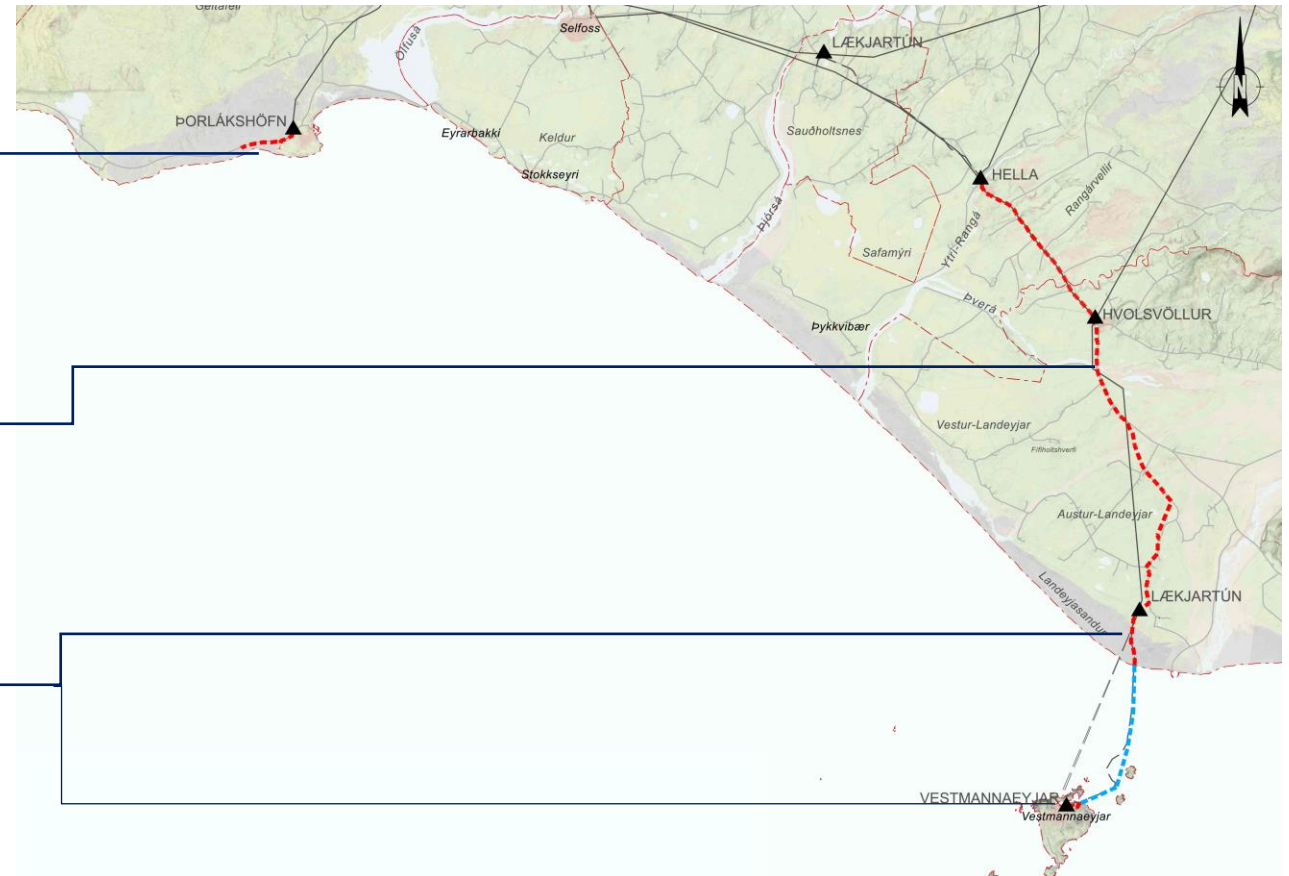 Geitafell
Selfoss
Ölfusá
LÆKJARTÚN
N
ÞORLÁKSHÖFN
Eyrarbakki
Keldur
Sauðholtsnes
Stokkseyri
HELLA
Rangárvellir
Þjórsá
Safamýri
Ytri-Rangá
Þverá
HVOLSVÖLLUR
Þykkvibær
Vestur-Landeyjar
Fíflholtshverfi
Austur-Landeyjar
Landeyjasandur
LÆKJARTÚN
VESTMANNAEYJAR
Vestmannaeyjar